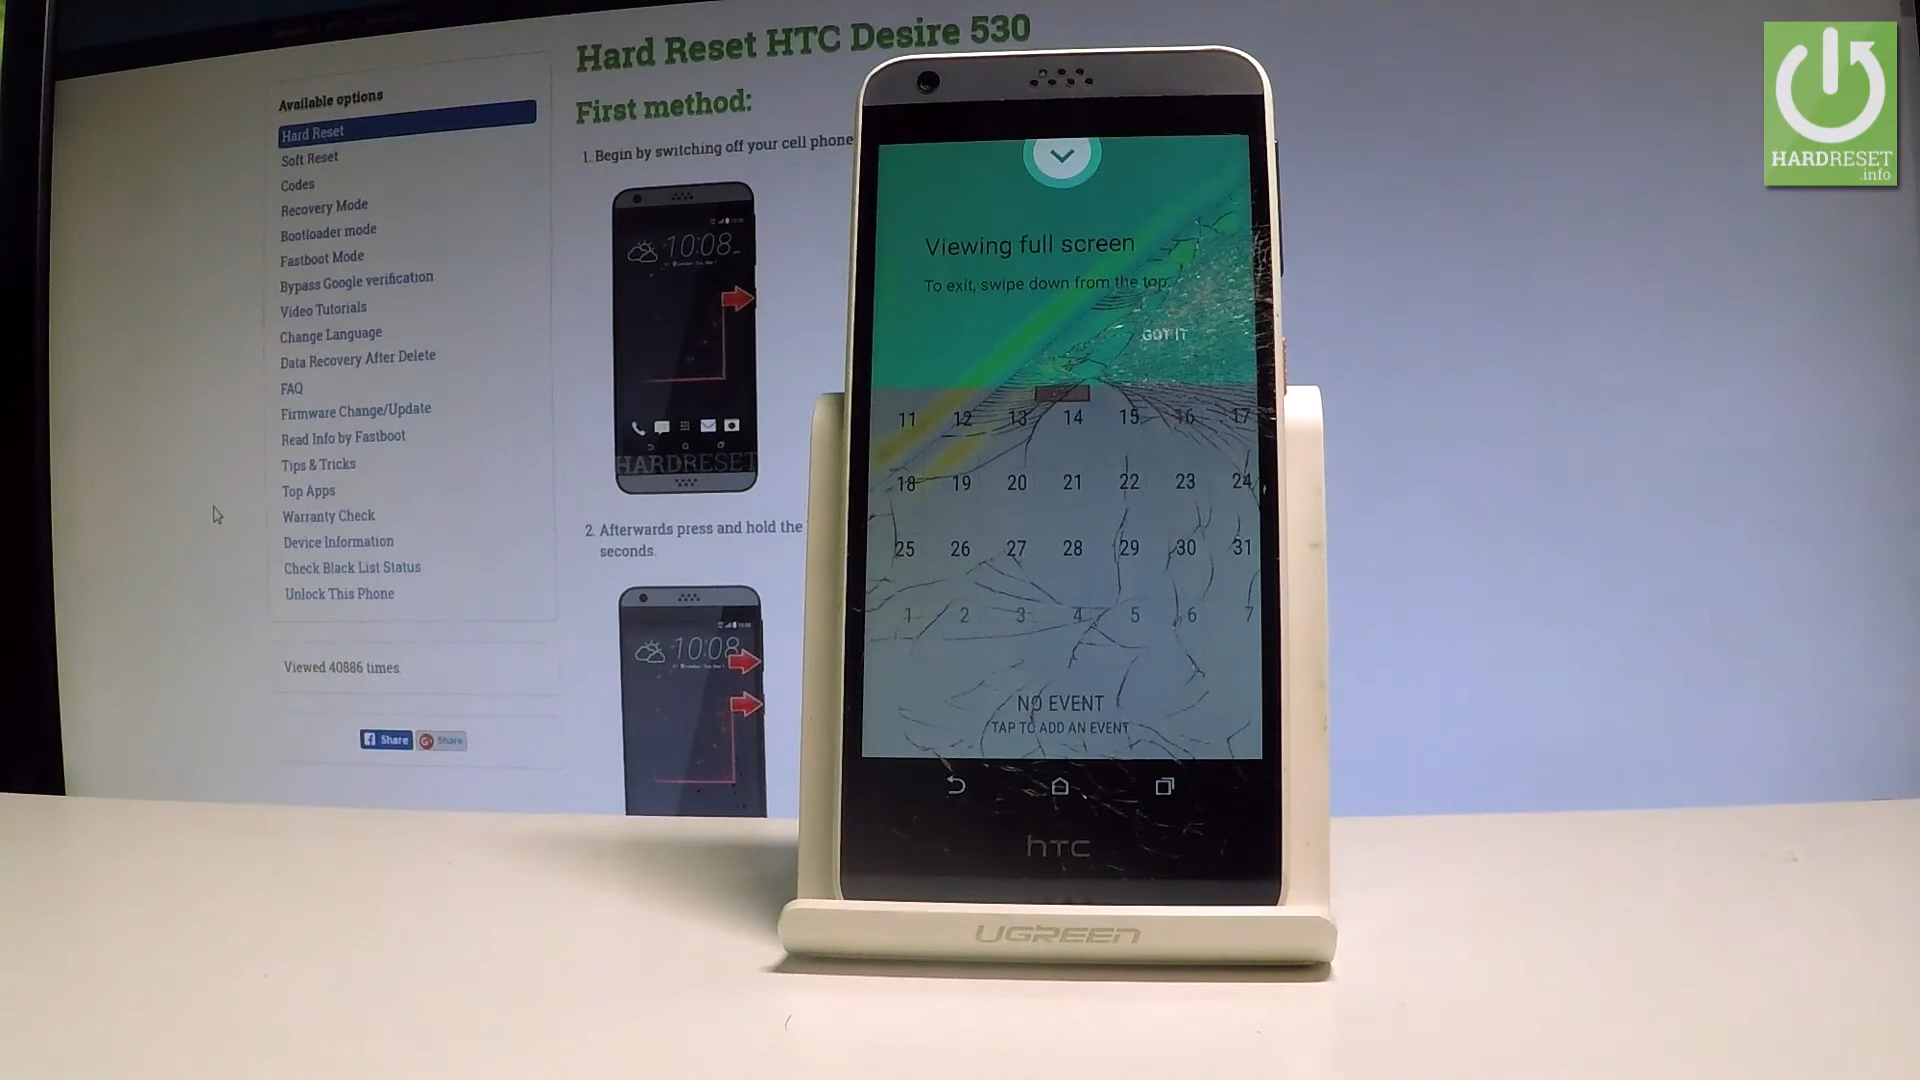 Hard Reset HTC Desire 530
First method:
1. Begin by switching off your cell phone
10:08
HARDRESET
2. Afterwards press and hold the
seconds.
10:08
Available options
Hard Reset
Soft Reset
Codes
Recovery Mode
Bootloader mode
Fastboot Mode
Bypass Google verification
Video Tutorials
Change Language
Data Recovery After Delete
FAQ
Firmware Change/Update
Read Info by Fastboot
Tips & Tricks
Top Apps
Warranty Check
Device Information
Check Black List Status
Unlock This Phone
Viewed 40886 times
Share
Share
Viewing full screen
To exit, swipe down from the top.
GOT IT
11 12 13 14 15 16 17
18 19 20 21 22 23 24
25 26 27 28 29 30 31
1 2 3 4 5 6 7
NO EVENT
TAP TO ADD AN EVENT
hTC
UGREEN
HARDRESET
.info